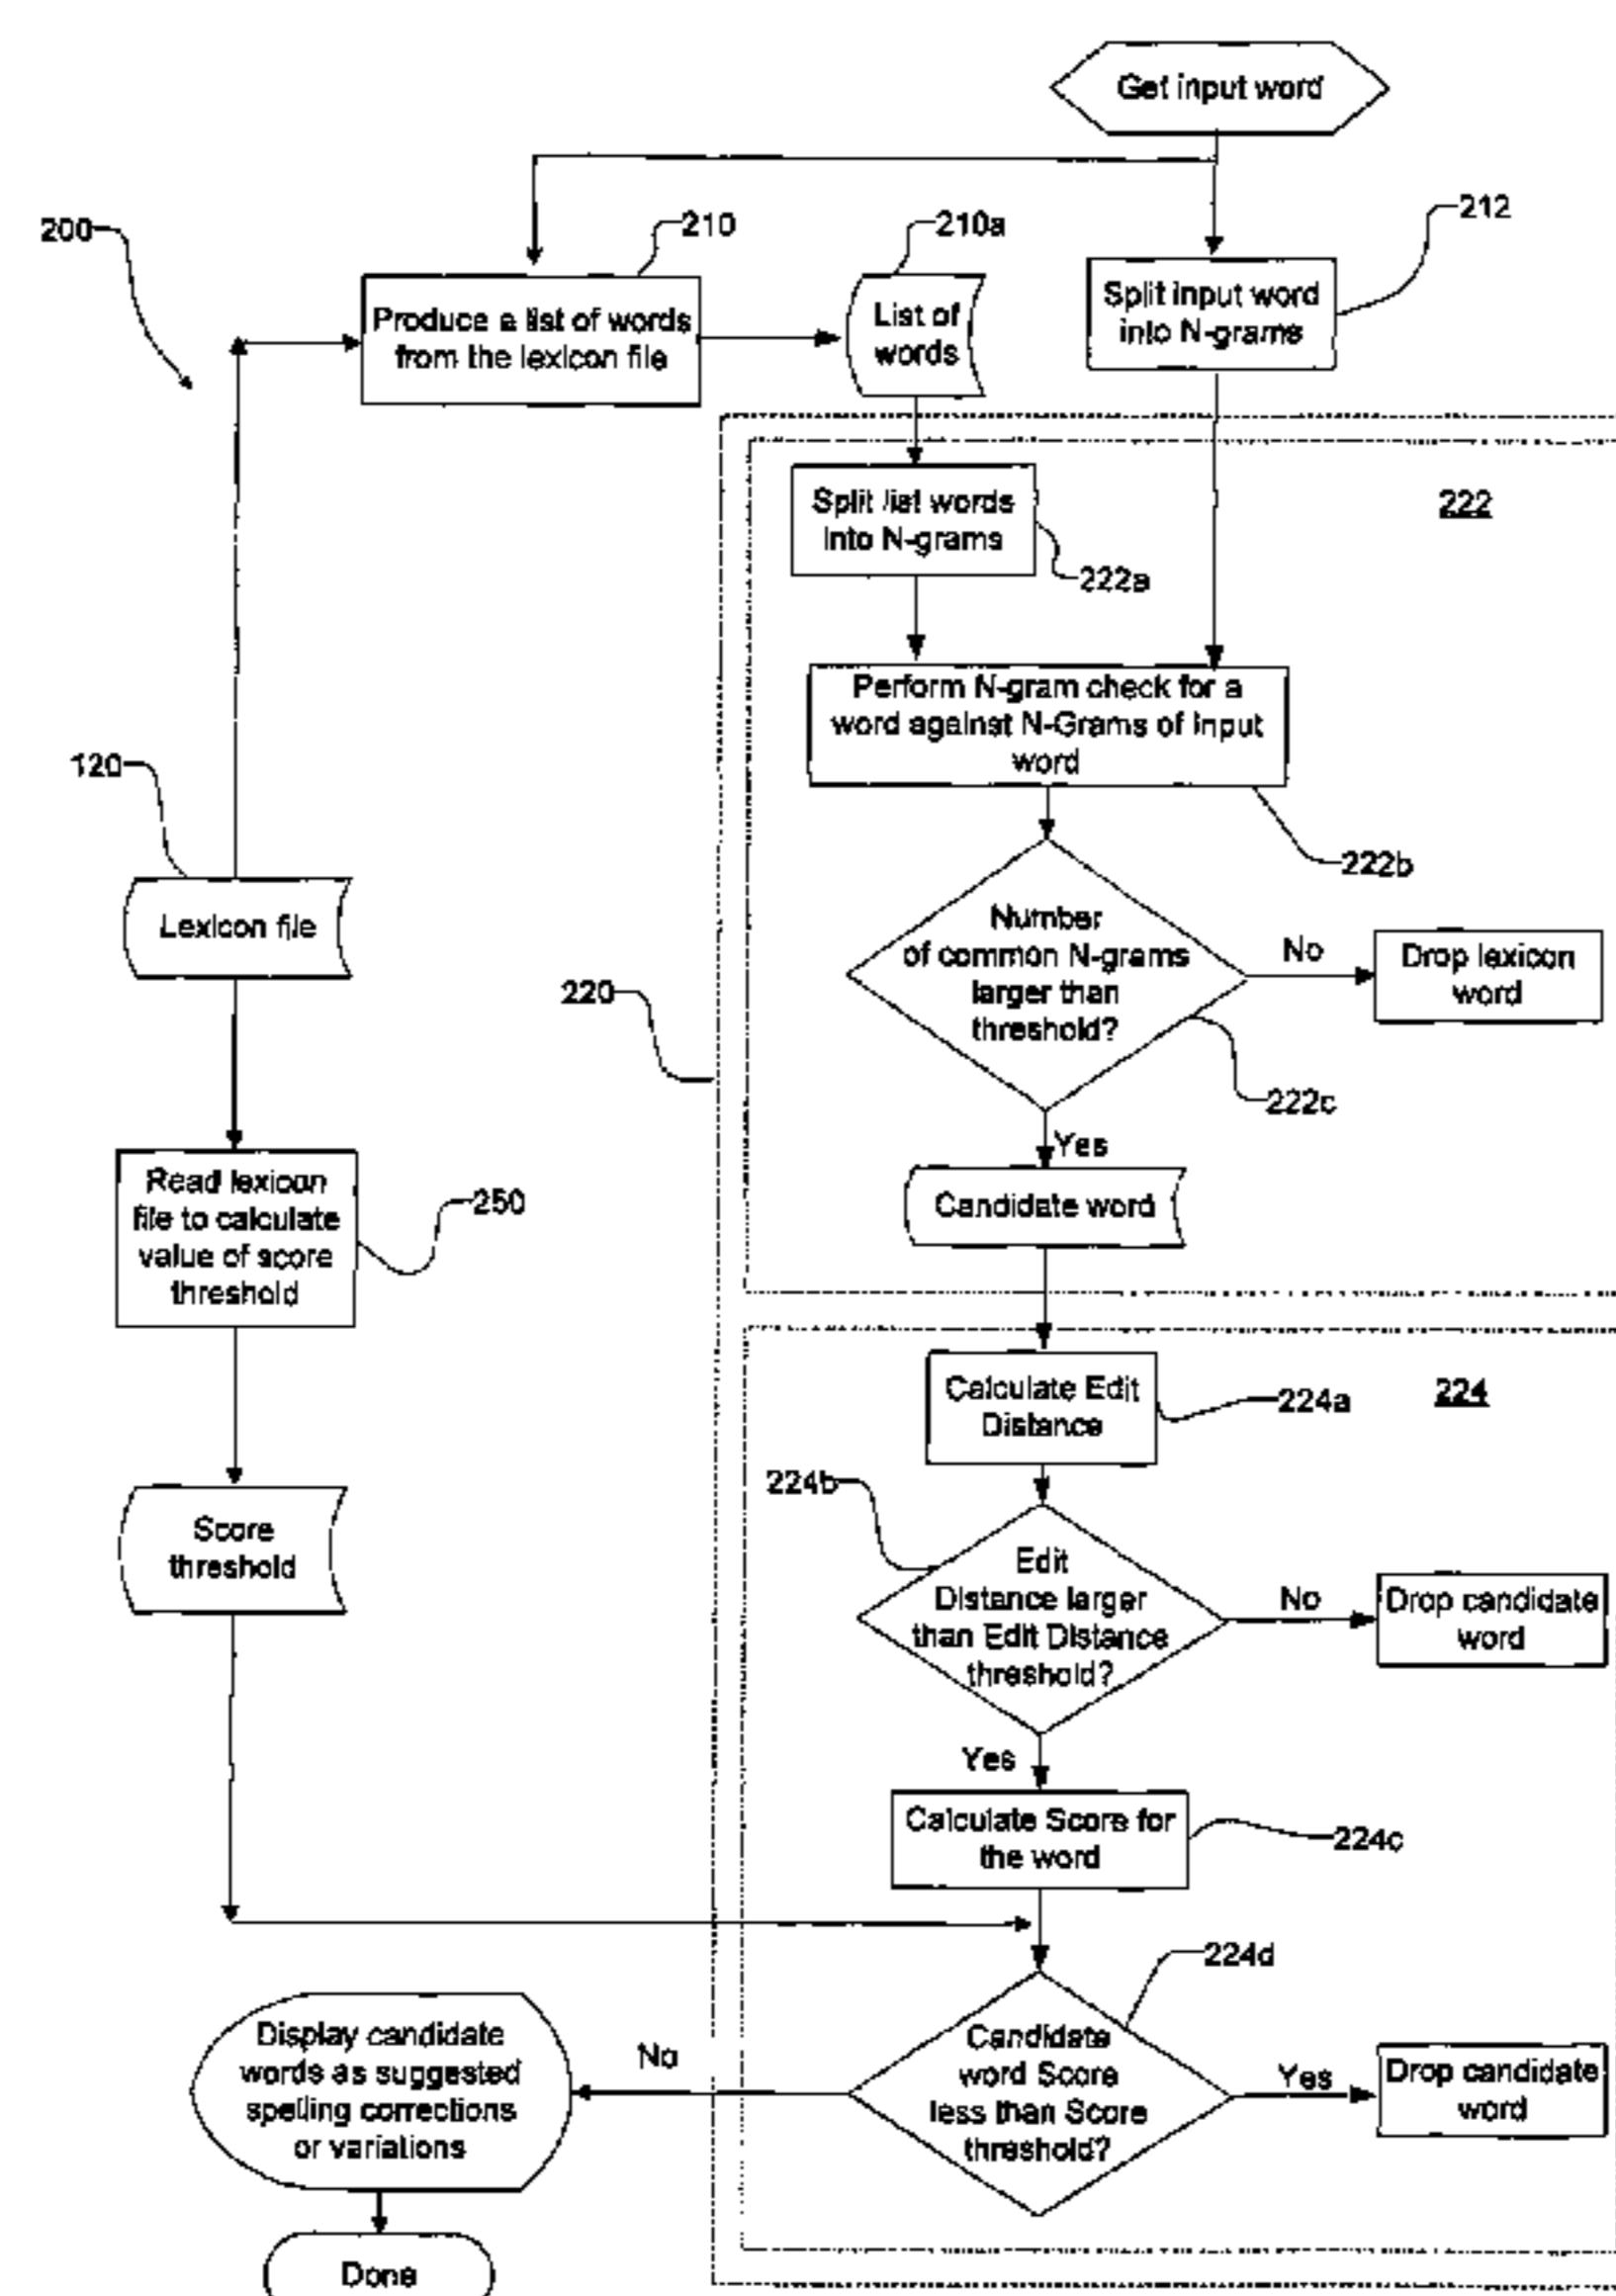 Get input word
200
210
210a
212
Produce a list of words
from the lexicon file
List of
words
Split input word
into N-grams
222
Split list words
into N-grams
222a
Perform N-gram check for a
word against N-Grams of input
word
222b
120
Lexicon file
Number
of common N-grams
larger than
threshold?
No
Drop lexicon
word
220
222c
Yes
Candidate word
Read lexicon
file to calculate
value of score
threshold
250
224
Calculate Edit
Distance
224a
224b
Score
threshold
Edit
Distance larger
than Edit Distance
threshold?
No
Drop candidate
word
Yes
Calculate Score for
the word
224c
224d
Candidate
word Score
less than Score
threshold?
Yes
Drop candidate
word
No
Display candidate
words as suggested
spelling corrections
or variations
Done